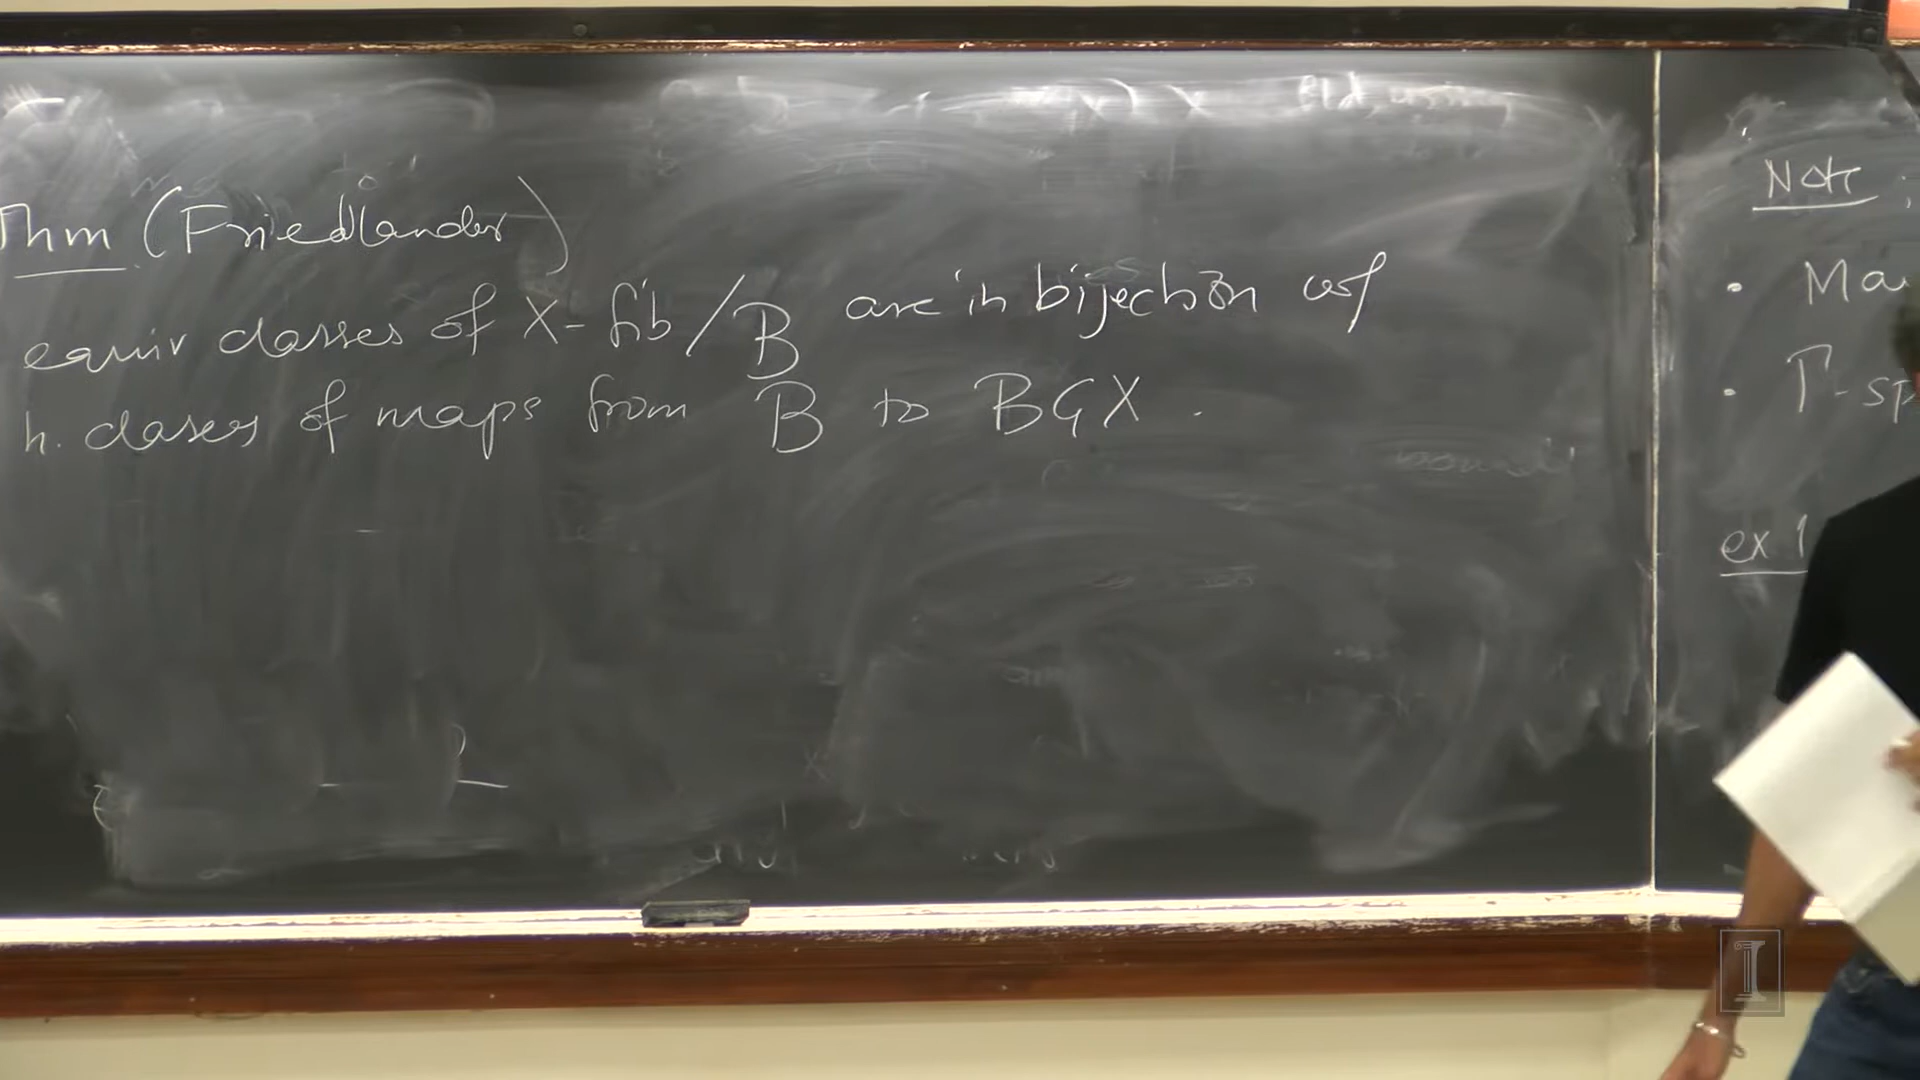 Thm (Friedlander)
equiv classes of X-fib/B are in bijection w/
h. classes of maps from B to BGX.
Note ;
• Ma
• Γ-sp
ex 1